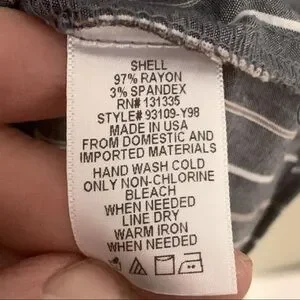 SHELL
97% RAYON
3% SPANDEX
RN# 131335
STYLE# 93109-Y98
MADE IN USA
FROM DOMESTIC AND
IMPORTED MATERIALS
HAND WASH COLD
ONLY NON-CHLORINE
BLEACH
WHEN NEEDED
LINE DRY
WARM IRON
WHEN NEEDED